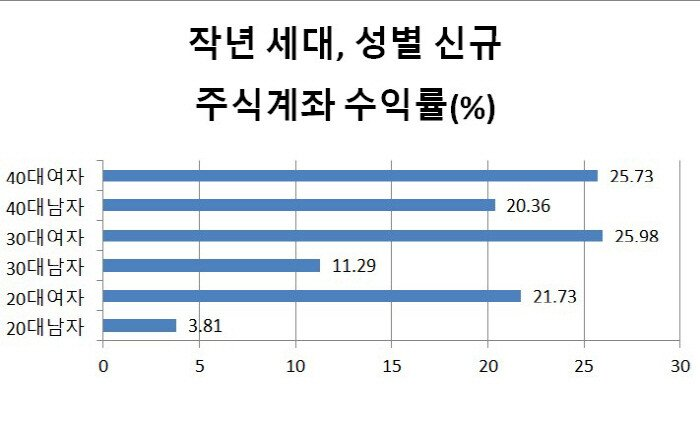 작년 세대, 성별 신규
주식계좌 수익률(%)
40대여자 25.73
40대남자 20.36
30대여자 25.98
30대남자 11.29
20대여자 21.73
20대남자 3.81
0 5 10 15 20 25 30